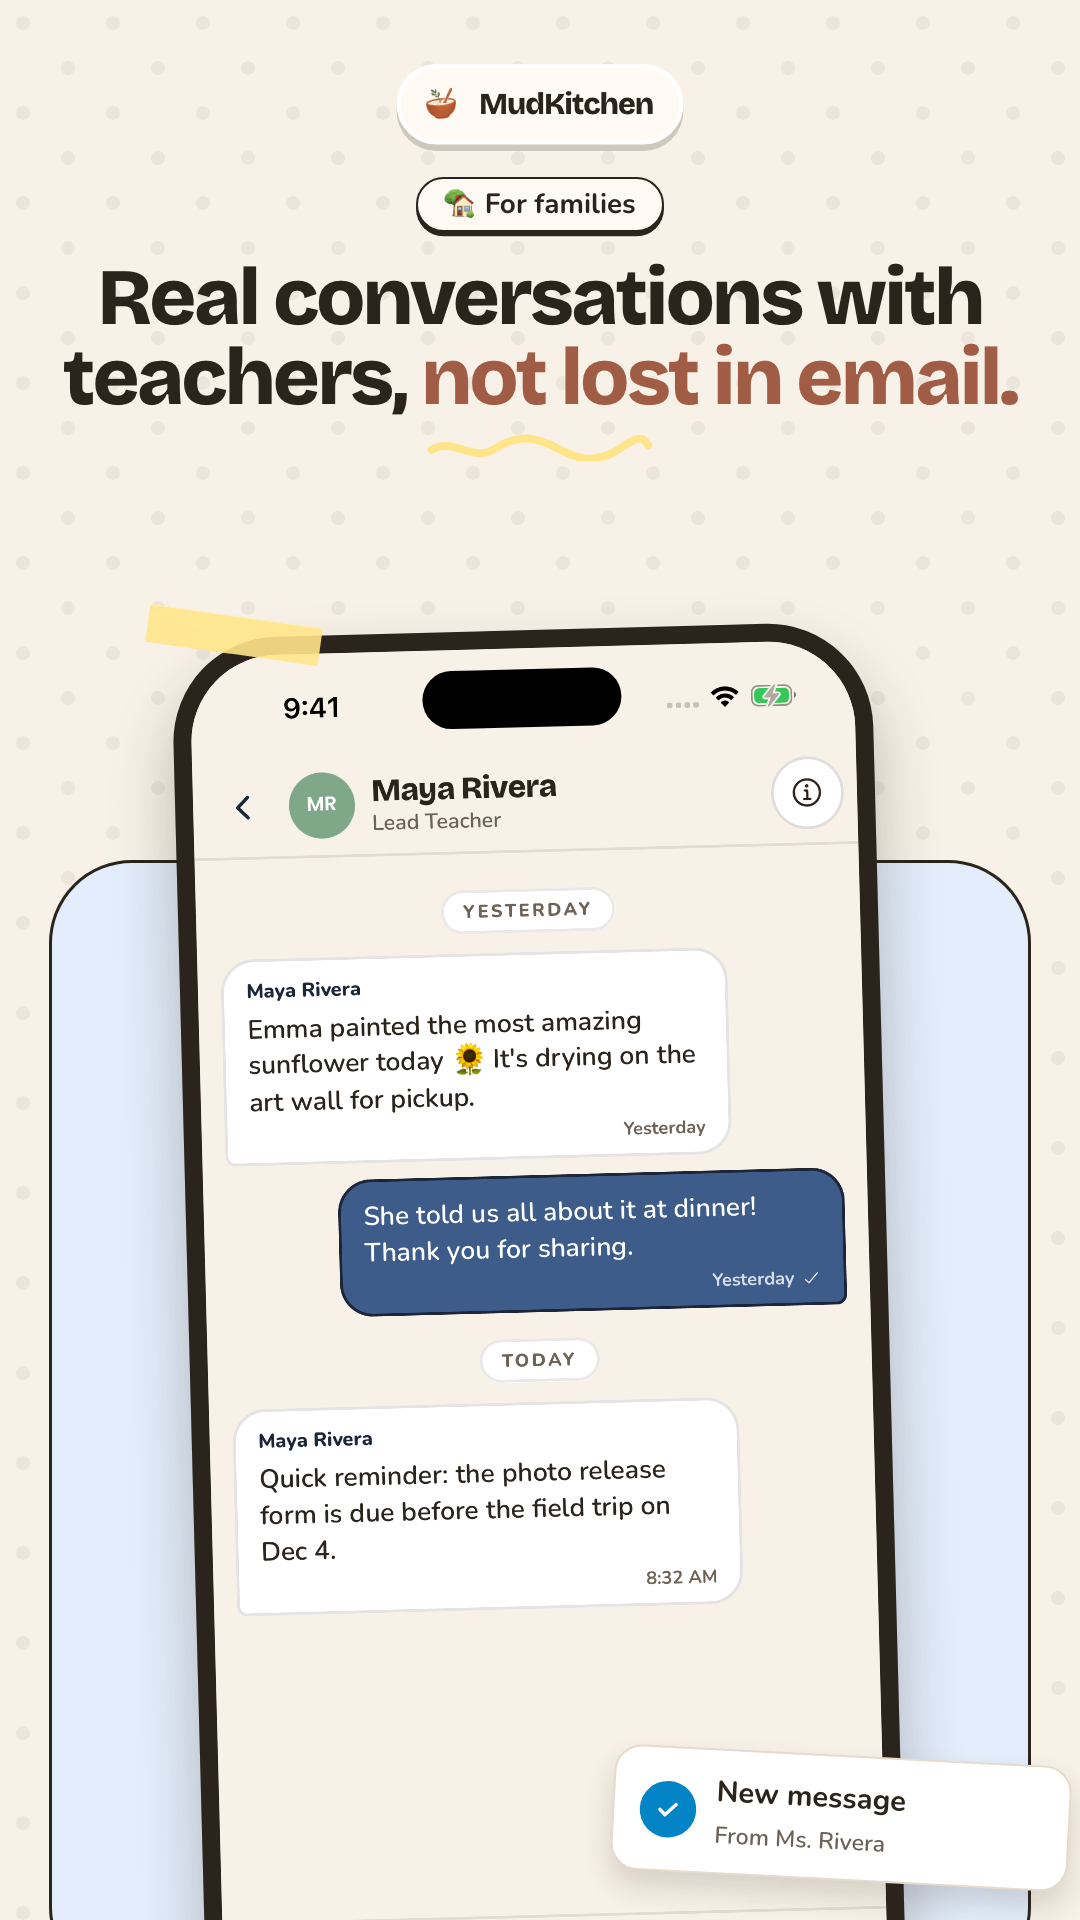 MudKitchen
For families
Real conversations with
teachers, not lost in email.
9:41
MR
Maya Rivera
Lead Teacher
YESTERDAY
Maya Rivera
Emma painted the most amazing
sunflower today 🌻 It's drying on the
art wall for pickup.
Yesterday
She told us all about it at dinner!
Thank you for sharing.
Yesterday ✓
TODAY
Maya Rivera
Quick reminder: the photo release
form is due before the field trip on
Dec 4.
8:32 AM
New message
From Ms. Rivera